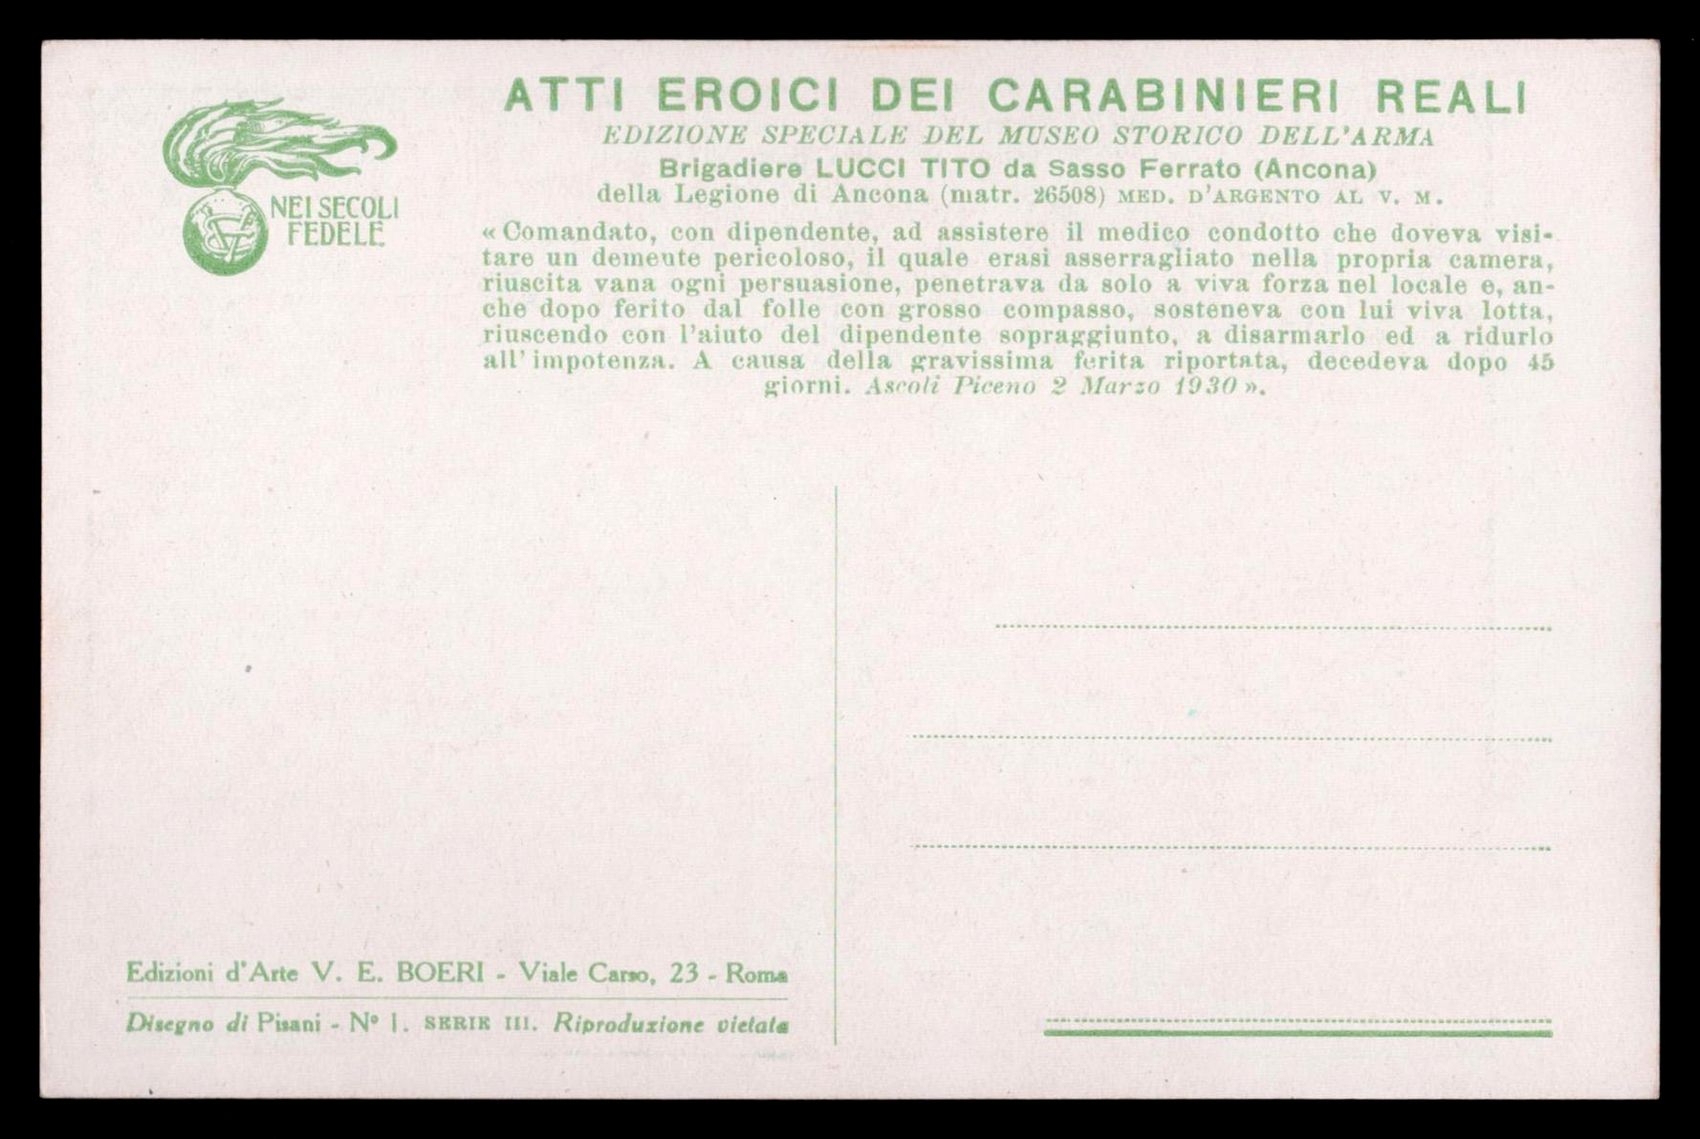 ATTI EROICI DEI CARABINIERI REALI
EDIZIONE SPECIALE DEL MUSEO STORICO DELL'ARMA
Brigadiere LUCCI TITO da Sasso Ferrato (Ancona)
della Legione di Ancona (matr. 26508) MED. D'ARGENTO AL V. M.
NEI SECOLI
FEDELE
« Comandato, con dipendente, ad assistere il medico condotto che doveva visi-
tare un demente pericoloso, il quale erasi asserragliato nella propria camera,
riuscita vana ogni persuasione, penetrava da solo a viva forza nel locale e, an-
che dopo ferito dal folle con grosso compasso, sosteneva con lui viva lotta,
riuscendo con l'aiuto del dipendente sopraggiunto, a disarmarlo ed a ridurlo
all' impotenza. A causa della gravissima ferita riportata, decedeva dopo 45
giorni. Ascoli Piceno 2 Marzo 1930 ».
Edizioni d'Arte V. E. BOERI - Viale Carso, 23 - Roma
Disegno di Pisani - N° 1. SERIE III. Riproduzione vietata